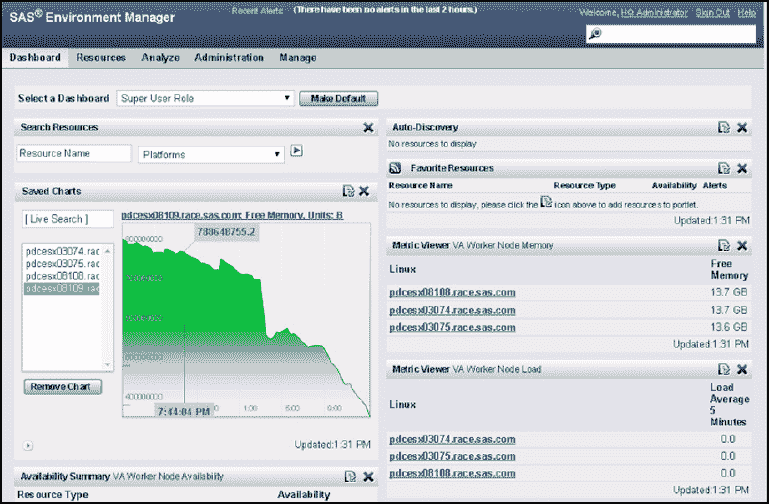 SAS® Environment Manager
Recent Alerts: (There have been no alerts in the last 2 hours.)
Welcome, HQ Administrator Sign Out Help
Dashboard Resources Analyze Administration Manage
Select a Dashboard Super User Role Make Default
Search Resources
Resource Name Platforms
Saved Charts
[ Live Search ]
pdcesx03074.rac
pdcesx03075.rac
pdcesx08108.rac
pdcesx08109.rac
Remove Chart
pdcesx08109.race.sas.com: Free Memory, Units: B
788648755.2
7:44:04 PM
Updated:1:31 PM
Availability Summary VA Worker Node Availability
Resource Type Availability
Auto-Discovery
No resources to display
Favorite Resources
Resource Name Resource Type Availability Alerts
No resources to display, please click the icon above to add resources to portlet.
Updated:1:31 PM
Metric Viewer VA Worker Node Memory
Linux Free Memory
pdcesx08108.race.sas.com 13.7 GB
pdcesx03074.race.sas.com 13.7 GB
pdcesx03075.race.sas.com 13.6 GB
Updated:1:31 PM
Metric Viewer VA Worker Node Load
Linux Load Average 5 Minutes
pdcesx03074.race.sas.com 0.0
pdcesx03075.race.sas.com 0.0
pdcesx08108.race.sas.com 0.0
Updated:1:31 PM